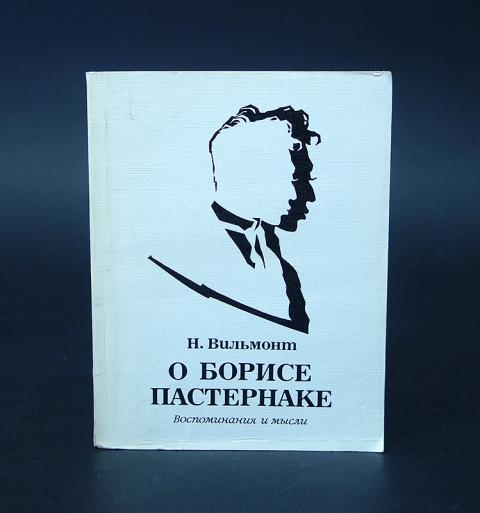 Н. Вильмонт
О БОРИСЕ
ПАСТЕРНАКЕ
Воспоминания и мысли